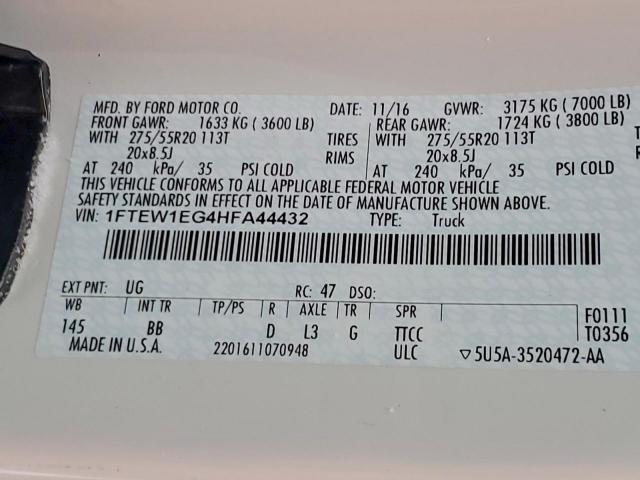 MFD. BY FORD MOTOR CO. DATE: 11/16 GVWR: 3175 KG ( 7000 LB)
FRONT GAWR: 1633 KG ( 3600 LB) REAR GAWR: 1724 KG ( 3800 LB)
WITH 275/55R20 113T TIRES WITH 275/55R20 113T
20x8.5J RIMS 20x8.5J
AT 240 kPa/ 35 PSI COLD AT 240 kPa/ 35 PSI COLD
THIS VEHICLE CONFORMS TO ALL APPLICABLE FEDERAL MOTOR VEHICLE
SAFETY STANDARDS IN EFFECT ON THE DATE OF MANUFACTURE SHOWN ABOVE.
VIN: 1FTEW1EG4HFA44432 TYPE: Truck
EXT PNT: UG RC: 47 DSO:
WB INT TR TP/PS R AXLE TR SPR F0111
145 BB D L3 G TTCC T0356
MADE IN U.S.A. 2201611070948 ULC ▽5U5A-3520472-AA